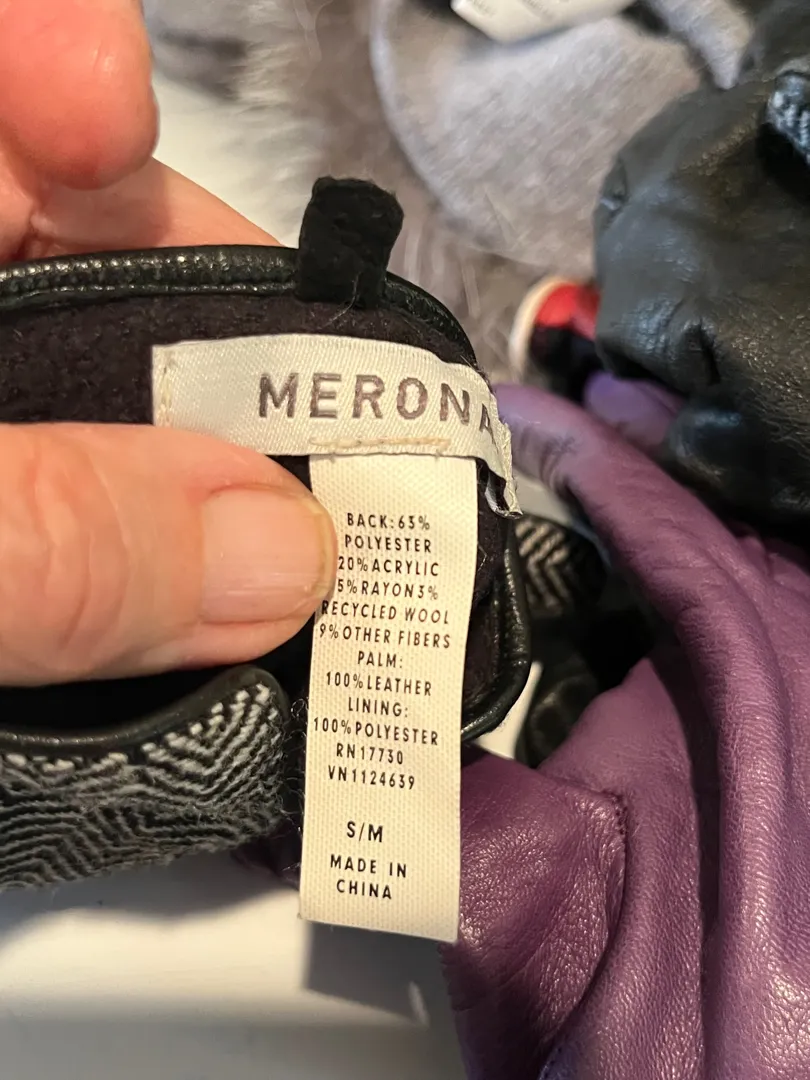 MERONA
BACK:63%
POLYESTER
20%ACRYLIC
5%RAYON3%
RECYCLED WOOL
9%OTHER FIBERS
PALM:
100%LEATHER
LINING:
100%POLYESTER
RN17730
VN1124639
S/M
MADE IN
CHINA